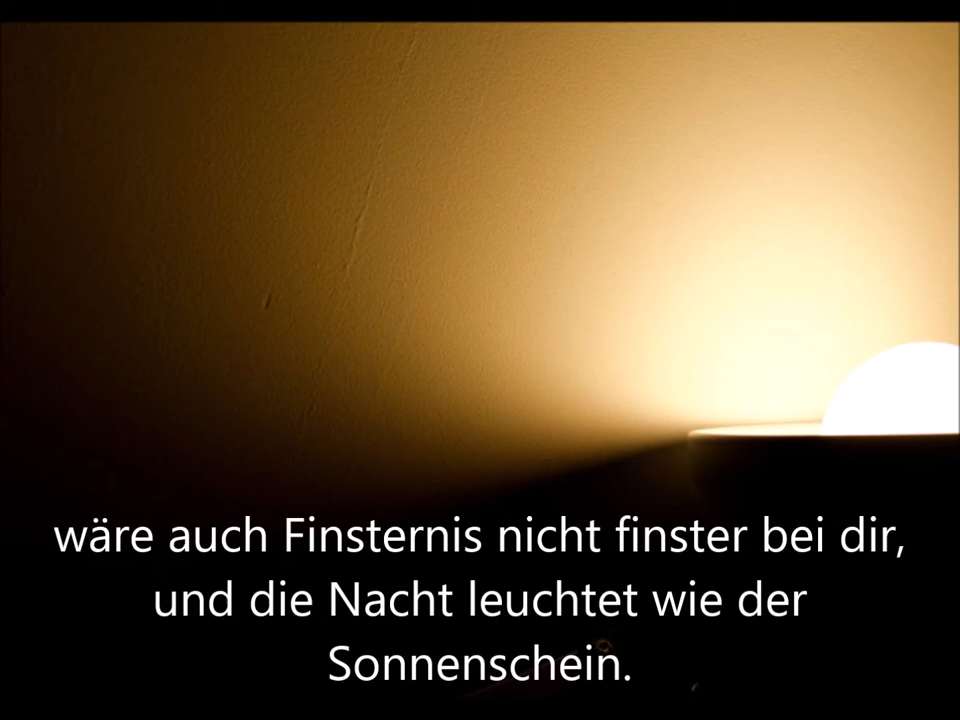 wäre auch Finsternis nicht finster bei dir,
und die Nacht leuchtet wie der
Sonnenschein.